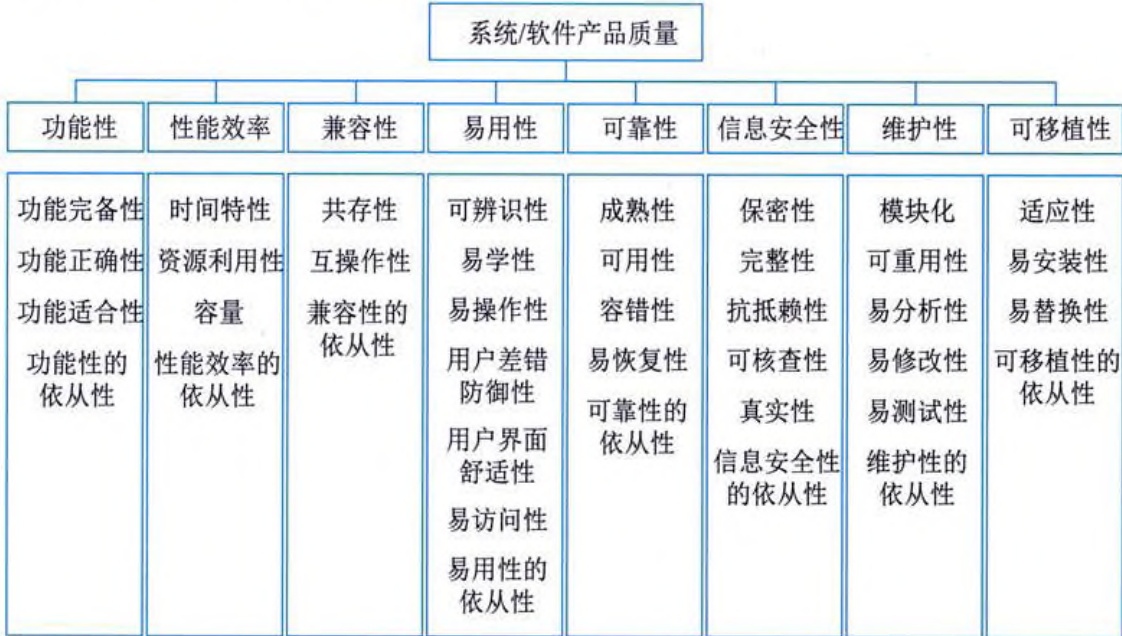 系统/软件产品质量
功能性
性能效率
兼容性
易用性
可靠性
信息安全性
维护性
可移植性
功能完备性
功能正确性
功能适合性
功能性的
依从性
时间特性
资源利用性
容量
性能效率的
依从性
共存性
互操作性
兼容性的
依从性
可辨识性
易学性
易操作性
用户差错
防御性
用户界面
舒适性
易访问性
易用性的
依从性
成熟性
可用性
容错性
易恢复性
可靠性的
依从性
保密性
完整性
抗抵赖性
可核查性
真实性
信息安全性
的依从性
模块化
可重用性
易分析性
易修改性
易测试性
维护性的
依从性
适应性
易安装性
易替换性
可移植性的
依从性